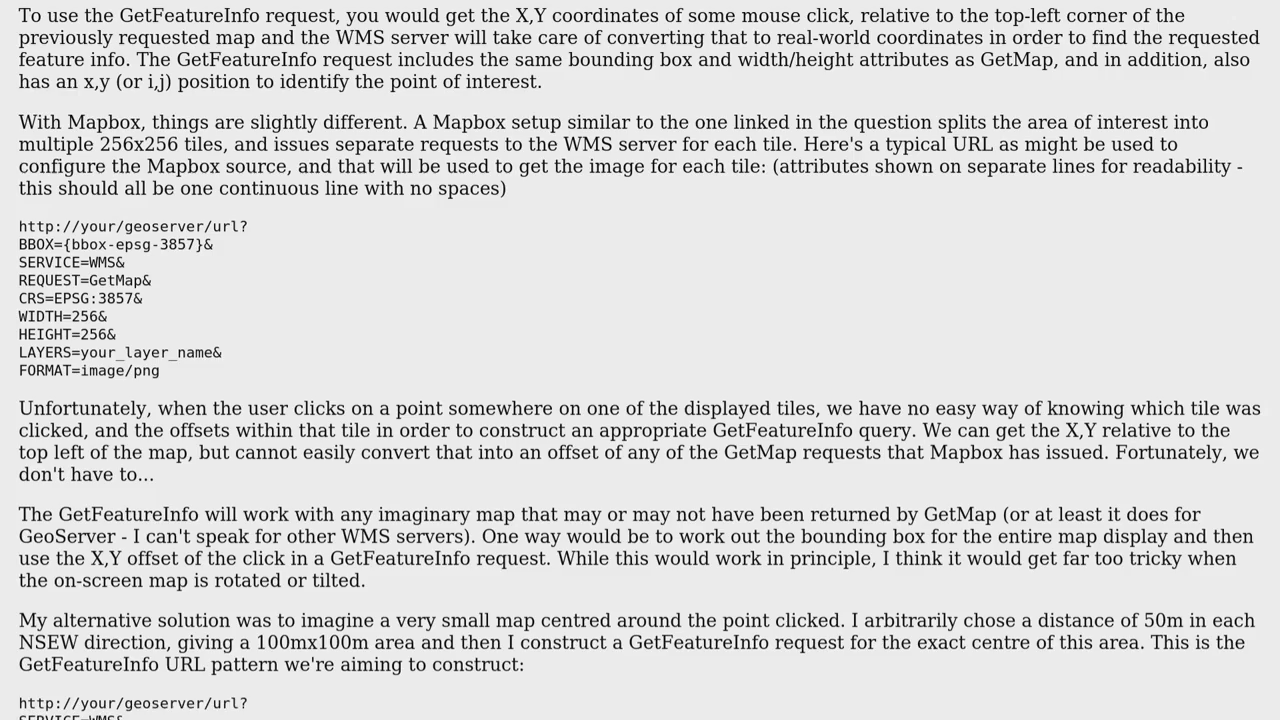 To use the GetFeatureInfo request, you would get the X,Y coordinates of some mouse click, relative to the top-left corner of the
previously requested map and the WMS server will take care of converting that to real-world coordinates in order to find the requested
feature info. The GetFeatureInfo request includes the same bounding box and width/height attributes as GetMap, and in addition, also
has an x,y (or i,j) position to identify the point of interest.
With Mapbox, things are slightly different. A Mapbox setup similar to the one linked in the question splits the area of interest into
multiple 256x256 tiles, and issues separate requests to the WMS server for each tile. Here's a typical URL as might be used to
configure the Mapbox source, and that will be used to get the image for each tile: (attributes shown on separate lines for readability -
this should all be one continuous line with no spaces)
http://your/geoserver/url?
BBOX={bbox-epsg-3857}&
SERVICE=WMS&
REQUEST=GetMap&
CRS=EPSG:3857&
WIDTH=256&
HEIGHT=256&
LAYERS=your_layer_name&
FORMAT=image/png
Unfortunately, when the user clicks on a point somewhere on one of the displayed tiles, we have no easy way of knowing which tile was
clicked, and the offsets within that tile in order to construct an appropriate GetFeatureInfo query. We can get the X,Y relative to the
top left of the map, but cannot easily convert that into an offset of any of the GetMap requests that Mapbox has issued. Fortunately, we
don't have to...
The GetFeatureInfo will work with any imaginary map that may or may not have been returned by GetMap (or at least it does for
GeoServer - I can't speak for other WMS servers). One way would be to work out the bounding box for the entire map display and then
use the X,Y offset of the click in a GetFeatureInfo request. While this would work in principle, I think it would get far too tricky when
the on-screen map is rotated or tilted.
My alternative solution was to imagine a very small map centred around the point clicked. I arbitrarily chose a distance of 50m in each
NSEW direction, giving a 100mx100m area and then I construct a GetFeatureInfo request for the exact centre of this area. This is the
GetFeatureInfo URL pattern we're aiming to construct:
http://your/geoserver/url?
SERVICE=WMS&